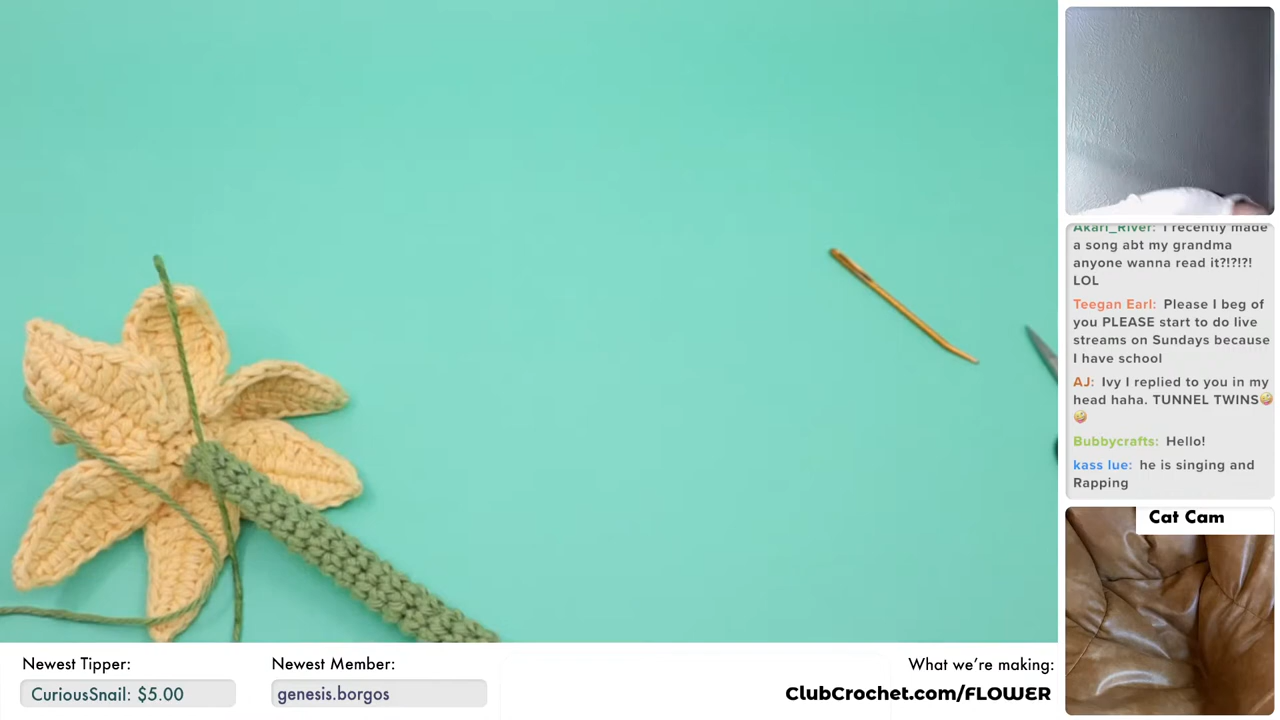 Akari_River: I recently made
a song abt my grandma
anyone wanna read it?!?!?!
LOL
Teegan Earl: Please I beg of
you PLEASE start to do live
streams on Sundays because
I have school
AJ: Ivy I replied to you in my
head haha. TUNNEL TWINS🤪
🤪
Bubbycrafts: Hello!
kass lue: he is singing and
Rapping
Cat Cam
Newest Tipper:
CuriousSnail: $5.00
Newest Member:
genesis.borgos
What we're making:
ClubCrochet.com/FLOWER